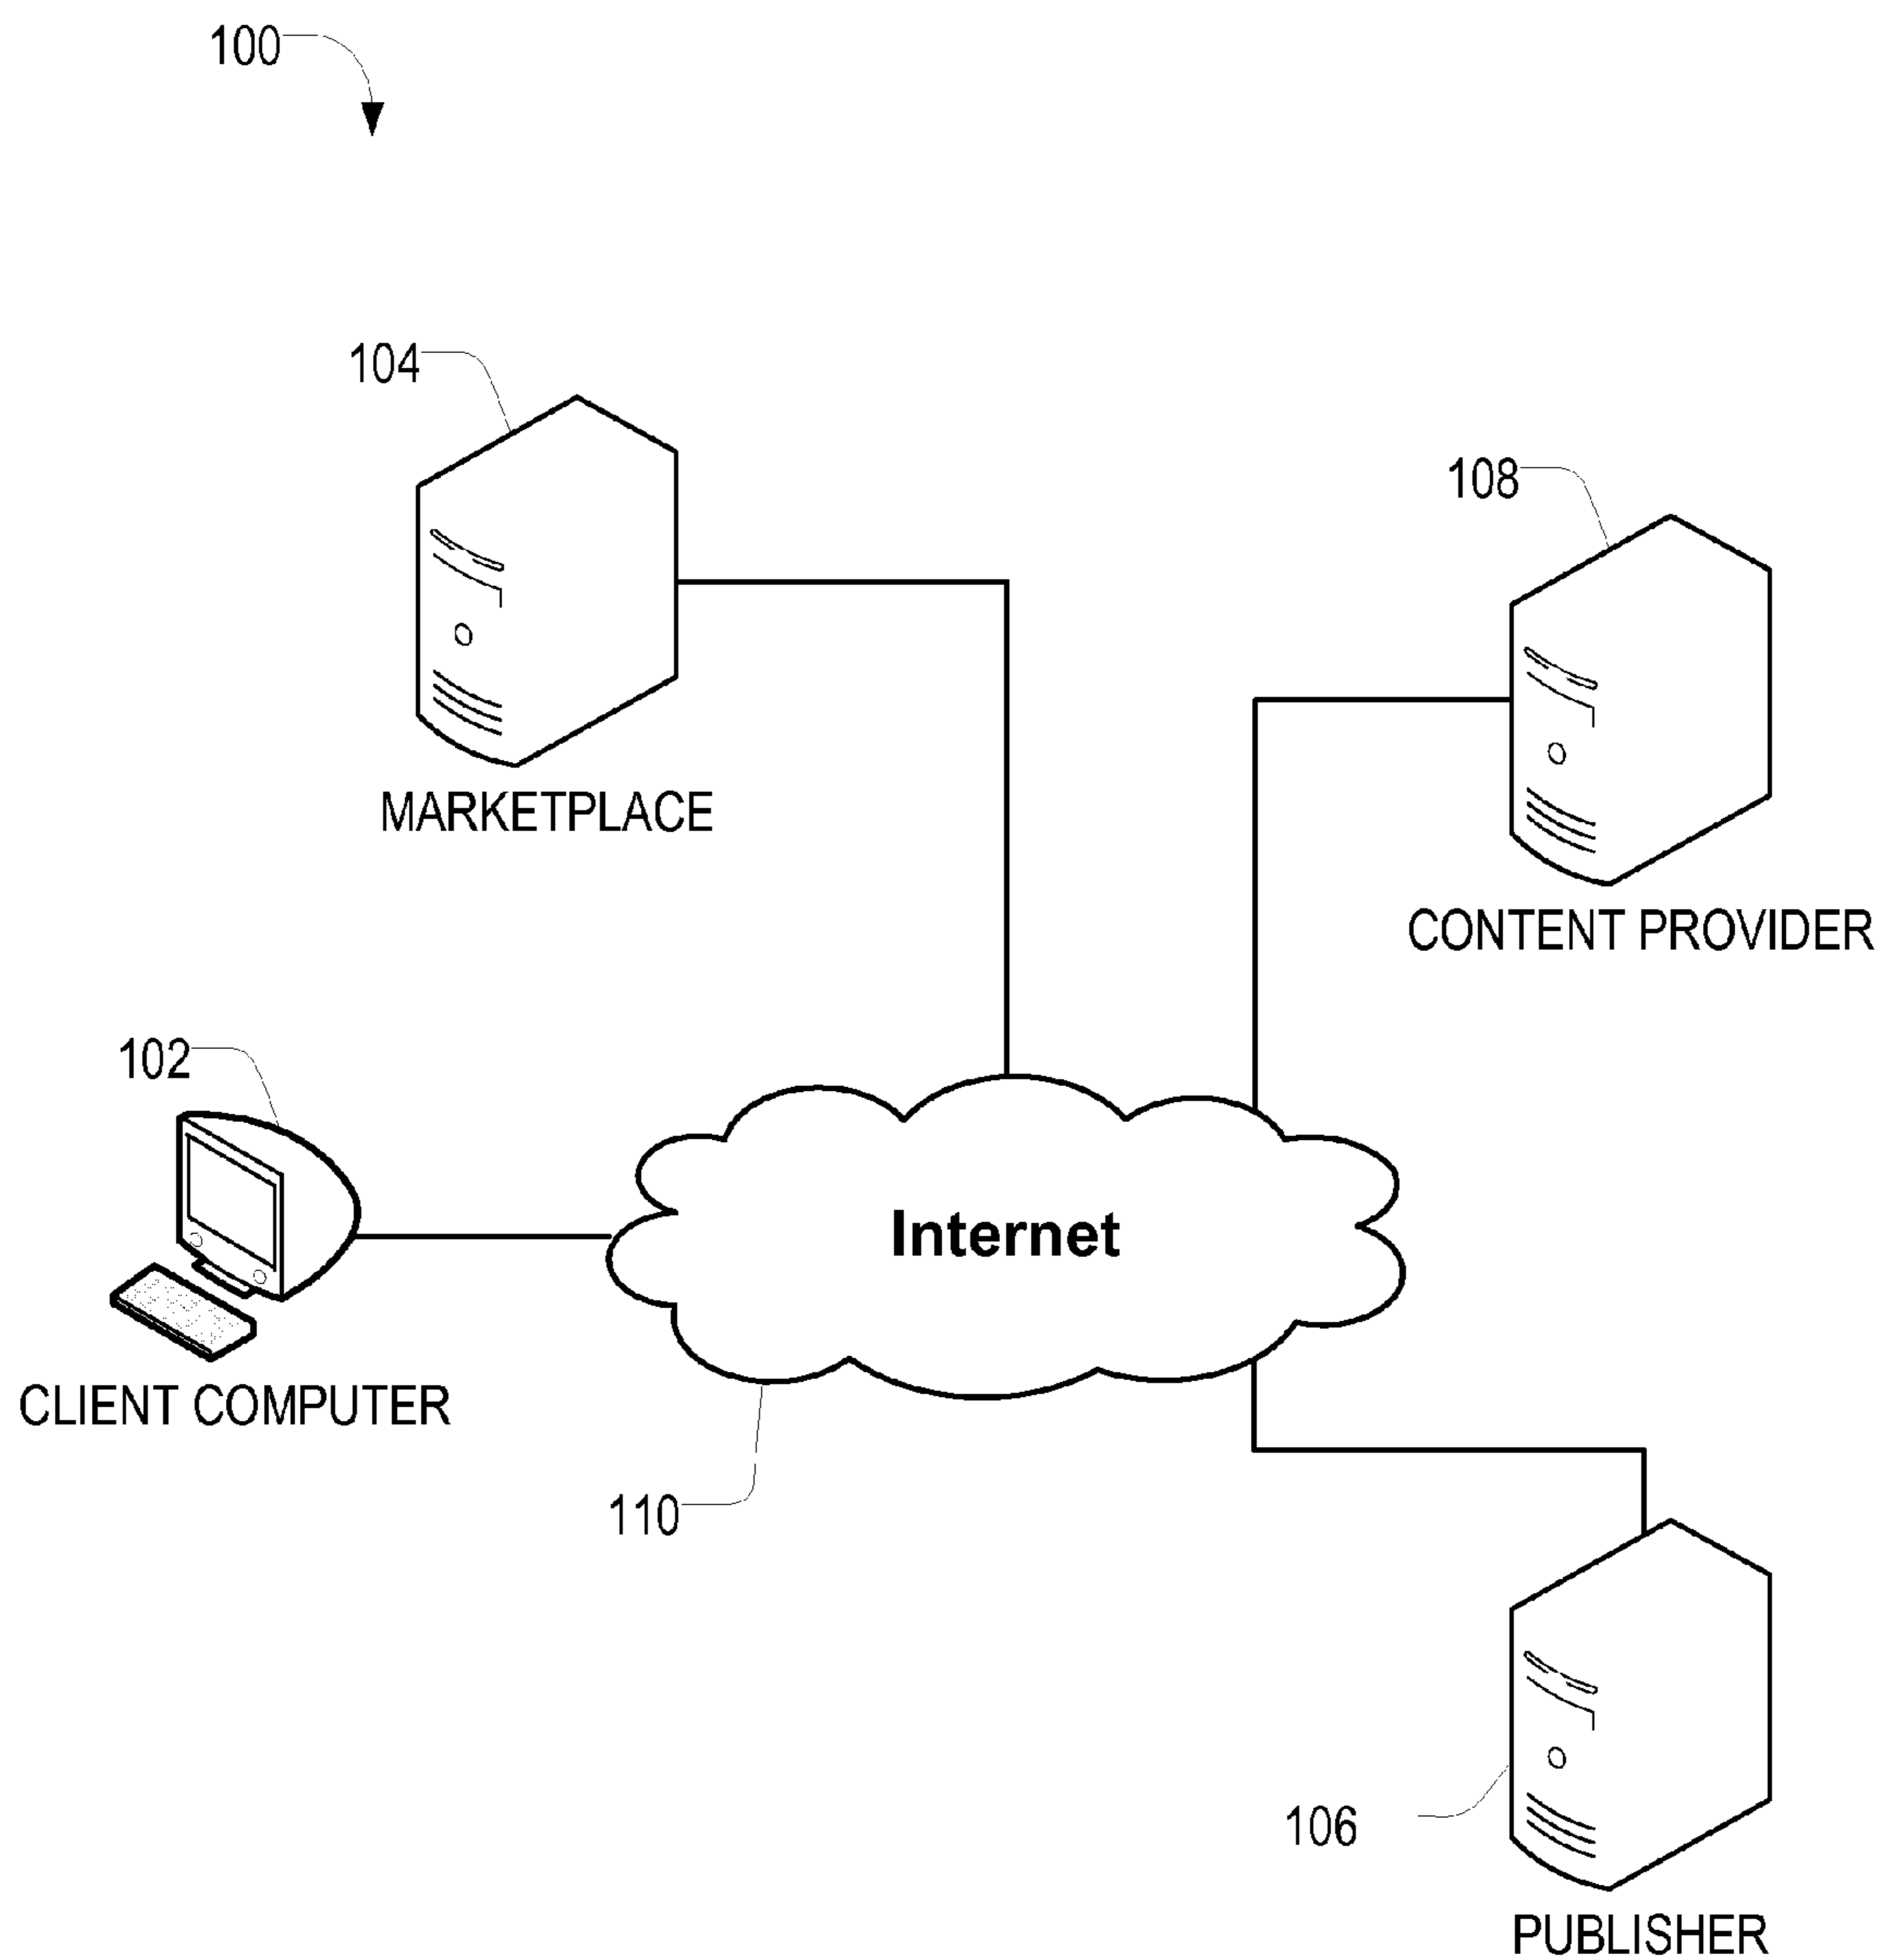 100
104
MARKETPLACE
108
CONTENT PROVIDER
102
CLIENT COMPUTER
Internet
110
106
PUBLISHER